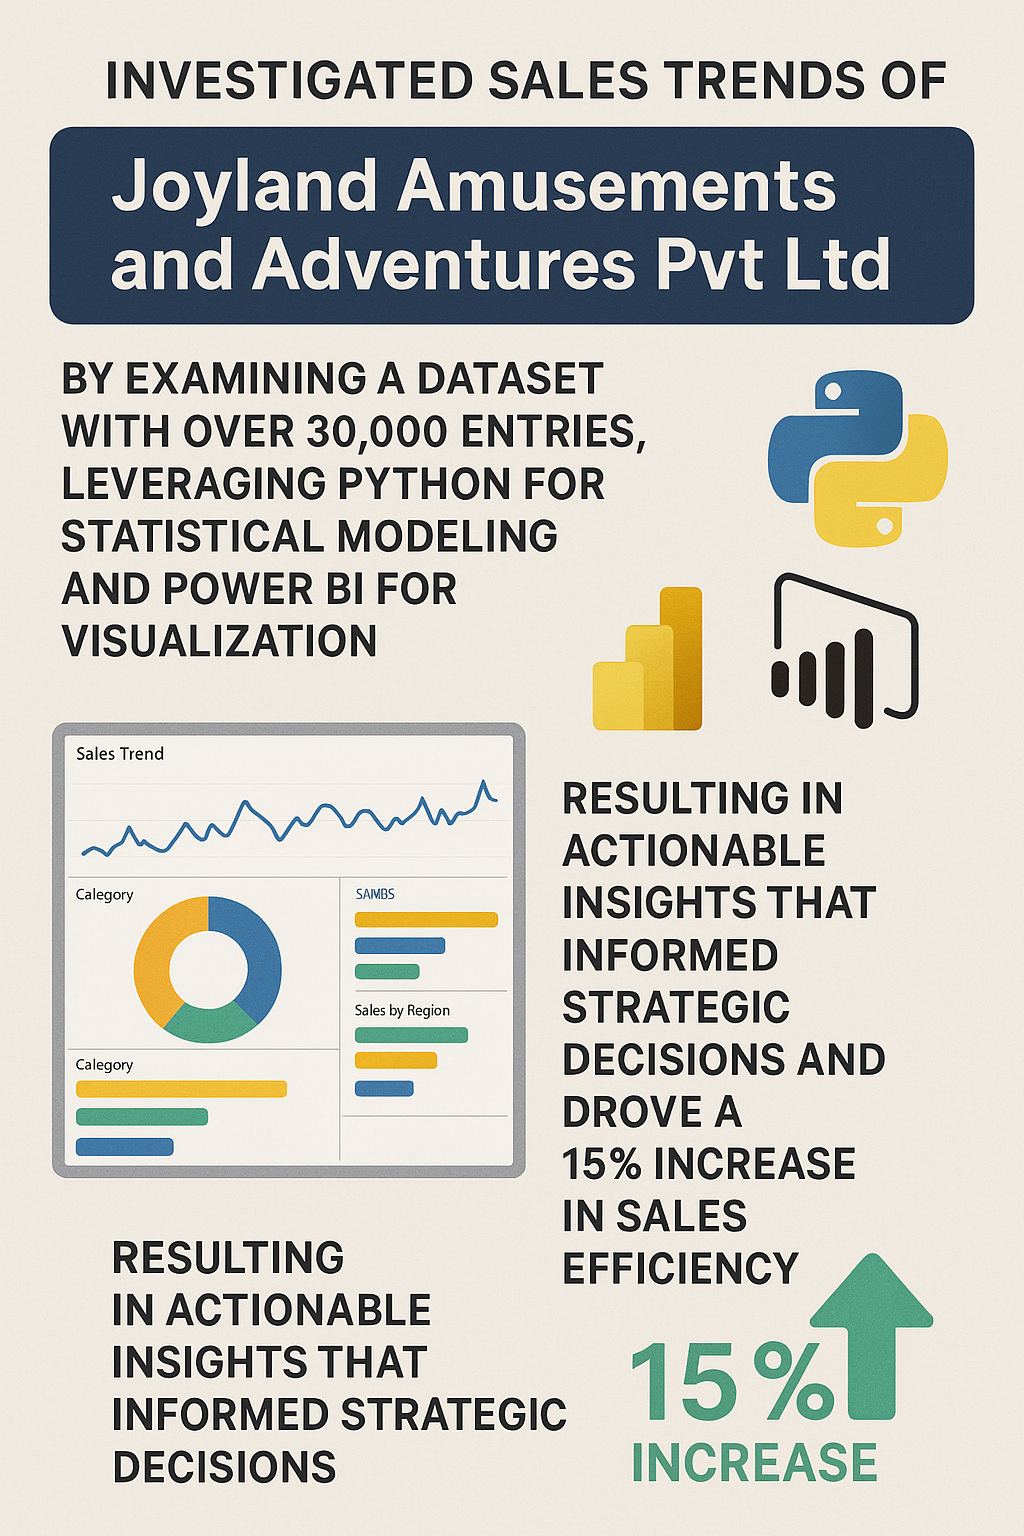 INVESTIGATED SALES TRENDS OF
Joyland Amusements
and Adventures Pvt Ltd
BY EXAMINING A DATASET
WITH OVER 30,000 ENTRIES,
LEVERAGING PYTHON FOR
STATISTICAL MODELING
AND POWER BI FOR
VISUALIZATION
Sales Trend
Category
SAMBS
Sales by Region
Category
RESULTING IN
ACTIONABLE
INSIGHTS THAT
INFORMED
STRATEGIC
DECISIONS AND
DROVE A
15% INCREASE
IN SALES
EFFICIENCY
RESULTING
IN ACTIONABLE
INSIGHTS THAT
INFORMED STRATEGIC
DECISIONS
15%
INCREASE